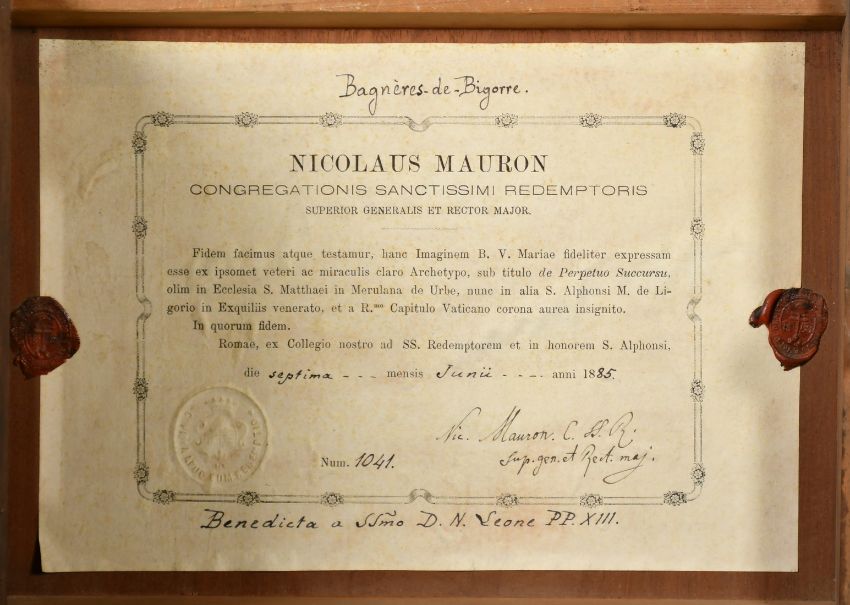 Bagnères-de-Bigorre.
NICOLAUS MAURON
CONGREGATIONIS SANCTISSIMI REDEMPTORIS
SUPERIOR GENERALIS ET RECTOR MAJOR.
Fidem facimus atque testamur, hanc Imaginem B. V. Mariae fideliter expressam
esse ex ipsomet veteri ac miraculis claro Archetypo, sub titulo de Perpetuo Succursu,
olim in Ecclesia S. Matthaei in Merulana de Urbe, nunc in alia S. Alphonsi M. de Li-
gorio in Exquiliis venerato, et a R.mo Capitulo Vaticano corona aurea insignito.
In quorum fidem.
Romae, ex Collegio nostro ad SS. Redemptorem et in honorem S. Alphonsi,
die septima - - - mensis Junii - - - - anni 1885.
Nic. Mauron. C. SS. R.
Sup. gen. et Rect. maj.
Num. 1041.
Benedicta a SSmo D. N. Leone PP. XIII.